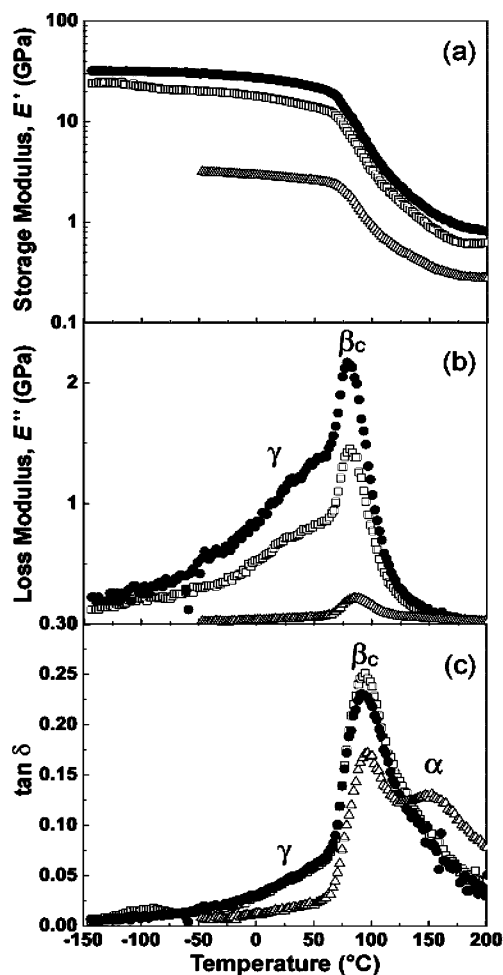 100
(a)
10
1
0.1
Storage Modulus, E' (GPa)
βc
(b)
2
γ
1
Loss Modulus, E" (GPa)
0.30
βc
(c)
0.25
0.20
0.15
α
0.10
γ
0.05
0.00
tan δ
-150 -100 -50 0 50 100 150 200
Temperature (°C)